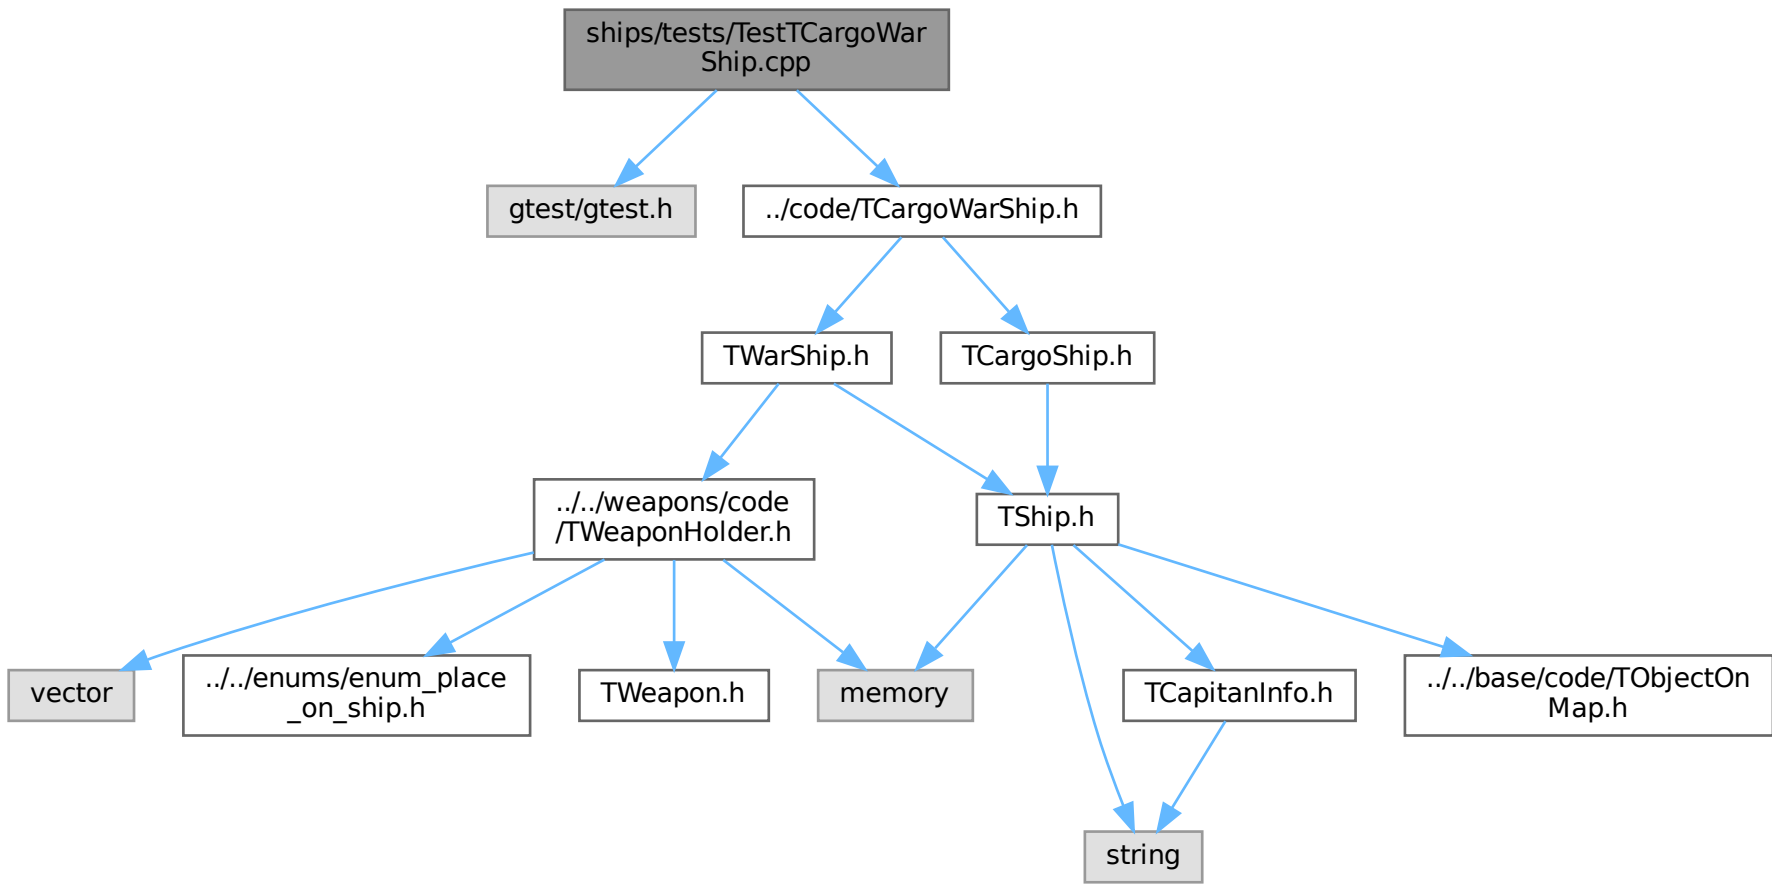 ships/tests/TestTCargoWar
Ship.cpp
gtest/gtest.h
../code/TCargoWarShip.h
TWarShip.h
TCargoShip.h
../../weapons/code
/TWeaponHolder.h
TShip.h
vector
../../enums/enum_place
_on_ship.h
TWeapon.h
memory
TCapitanInfo.h
../../base/code/TObjectOn
Map.h
string